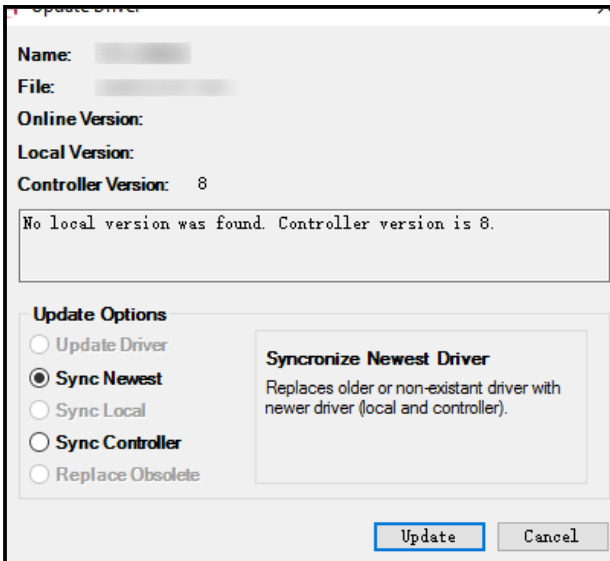 Update Driver
Name:
File:
Online Version:
Local Version:
Controller Version: 8
No local version was found. Controller version is 8.
Update Options
Update Driver
Sync Newest
Sync Local
Sync Controller
Replace Obsolete
Syncronize Newest Driver
Replaces older or non-existant driver with
newer driver (local and controller).
Update
Cancel